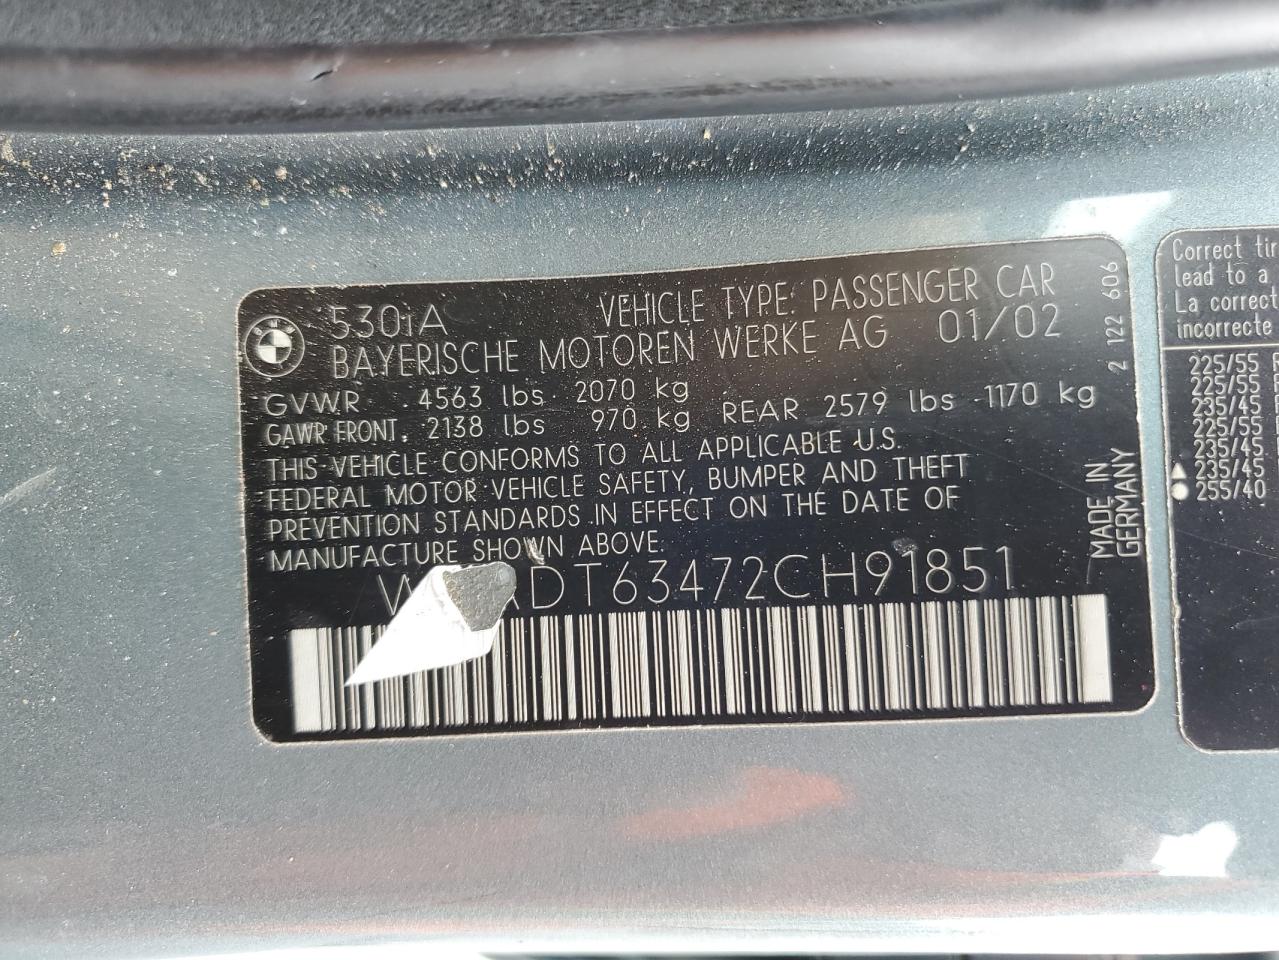 530iA VEHICLE TYPE: PASSENGER CAR
BAYERISCHE MOTOREN WERKE AG 01/02
GVWR 4563 lbs 2070 kg
GAWR FRONT. 2138 lbs 970 kg REAR 2579 lbs 1170 kg
THIS VEHICLE CONFORMS TO ALL APPLICABLE U.S.
FEDERAL MOTOR VEHICLE SAFETY, BUMPER AND THEFT
PREVENTION STANDARDS IN EFFECT ON THE DATE OF
MANUFACTURE SHOWN ABOVE.
DT63472CH91851
2 122 606
MADE IN
GERMANY
Correct
lead to a
La correct
incorrecte
225/55
225/55
235/45
225/55
235/45
235/45
255/40